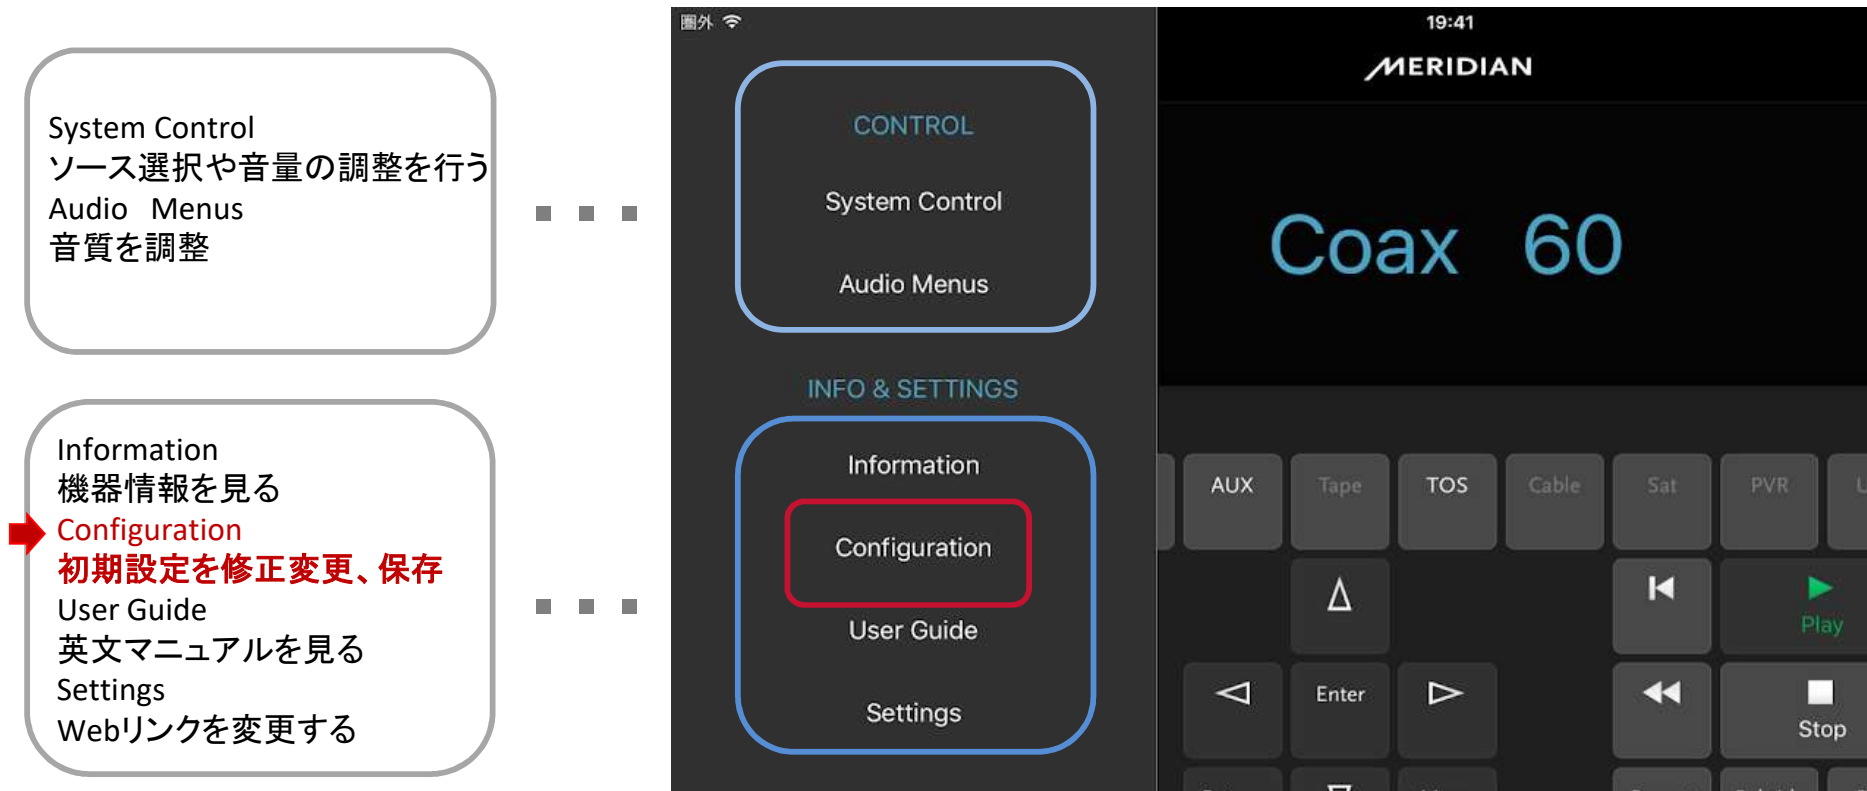 System Control
ソース選択や音量の調整を行う
Audio Menus
音質を調整
Information
機器情報を見る
Configuration
初期設定を修正変更、保存
User Guide
英文マニュアルを見る
Settings
Webリンクを変更する
圏外
19:41
MERIDIAN
CONTROL
System Control
Audio Menus
INFO & SETTINGS
Information
Configuration
User Guide
Settings
Coax 60
AUX Tape TOS Cable Sat PVR
Play
Enter
Stop